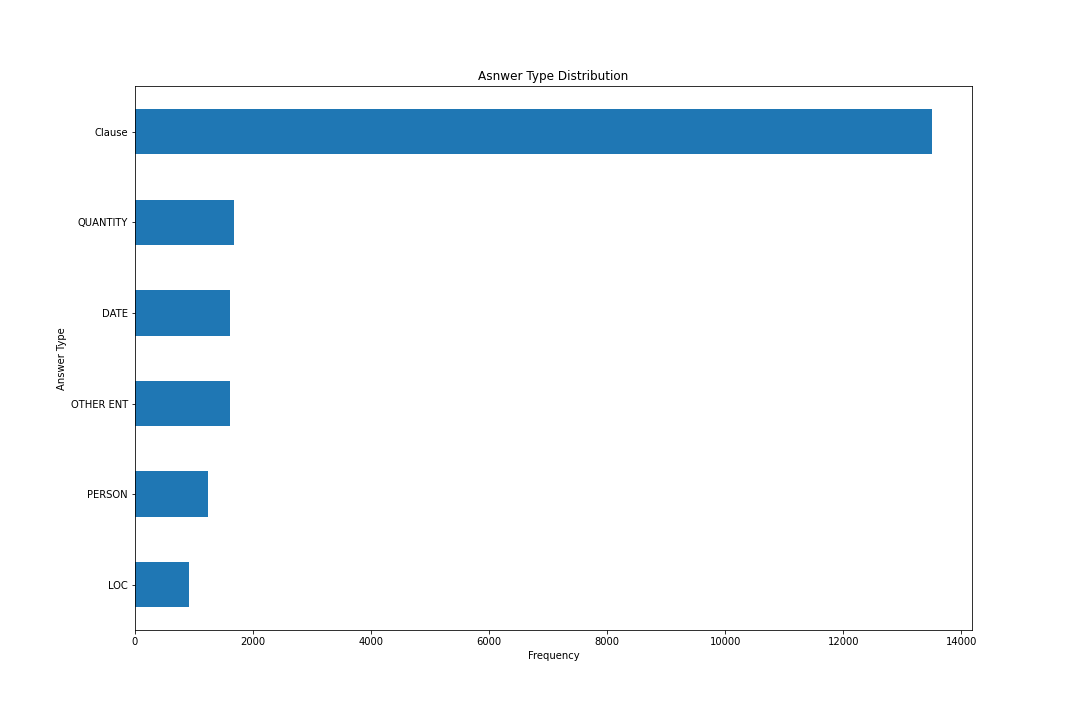 Asnwer Type Distribution
Clause
QUANTITY
DATE
OTHER ENT
PERSON
LOC
Answer Type
0 2000 4000 6000 8000 10000 12000 14000
Frequency